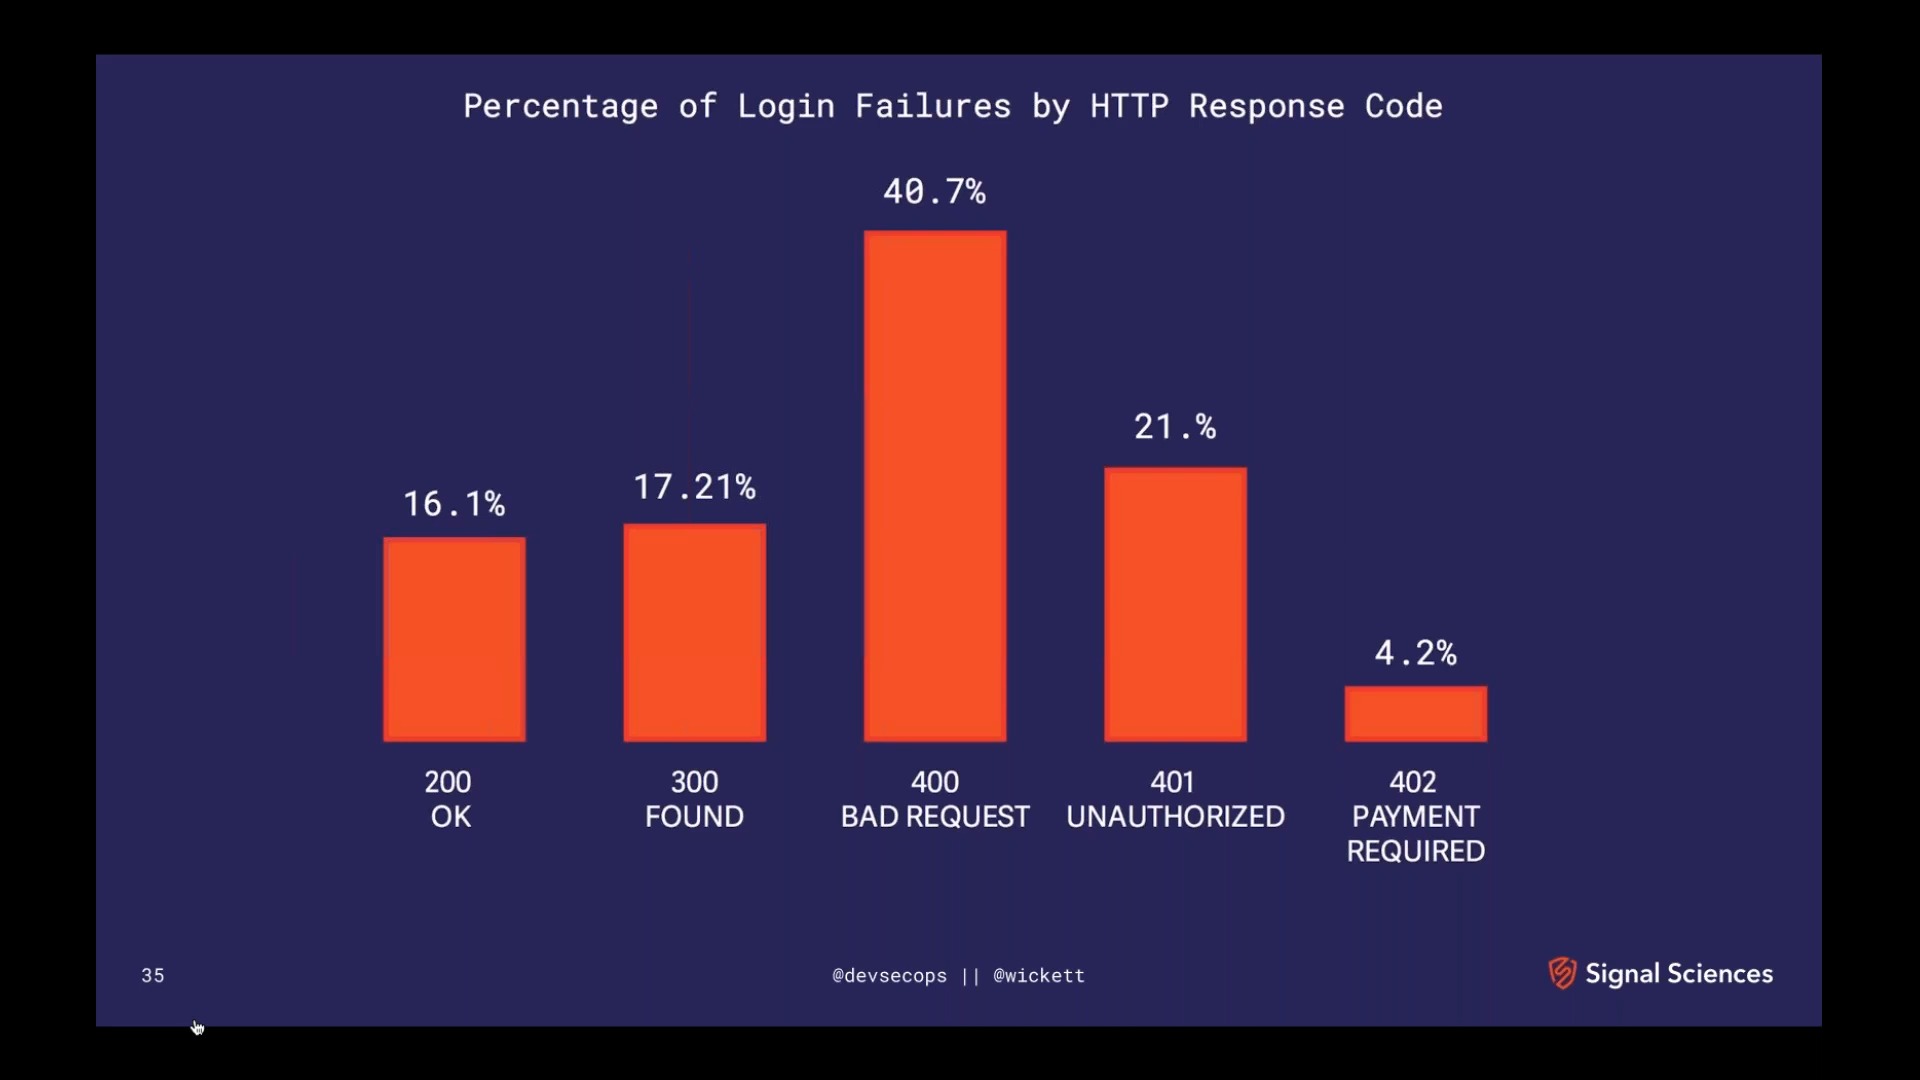 Percentage of Login Failures by HTTP Response Code
40.7%
21.%
17.21%
16.1%
4.2%
200
OK
300
FOUND
400
BAD REQUEST
401
UNAUTHORIZED
402
PAYMENT
REQUIRED
35
@devsecops || @wickett
Signal Sciences